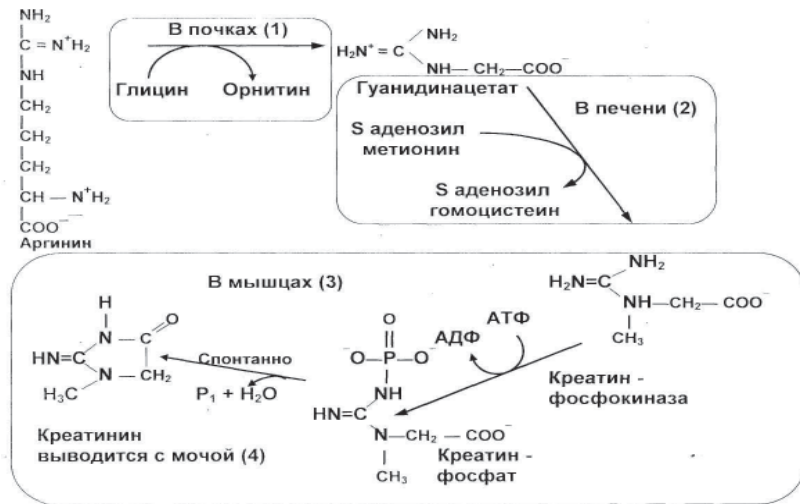 NH₂
C=N⁺H₂
NH
CH₂
CH₂
CH₂
CH — N⁺H₂
COO⁻
Аргинин
В почках (1)
Глицин
Орнитин
NH₂
H₂N⁺=C
NH— CH₂—COO⁻
Гуанидинацетат
В печени (2)
S аденозил
метионин
S аденозил
гомоцистеин
В мышцах (3)
NH₂
H₂N=C
NH—CH₂—COO⁻
CH₃
Креатин -
фосфокиназа
АТФ
АДФ
O
⁻O—P—O⁻
NH
HN=C
N—CH₂ — COO⁻
CH₃
Креатин -
фосфат
Спонтанно
P₁ + H₂O
H
N
C
O
HN=C
N
CH₂
H₃C
Креатинин
выводится с мочой (4)